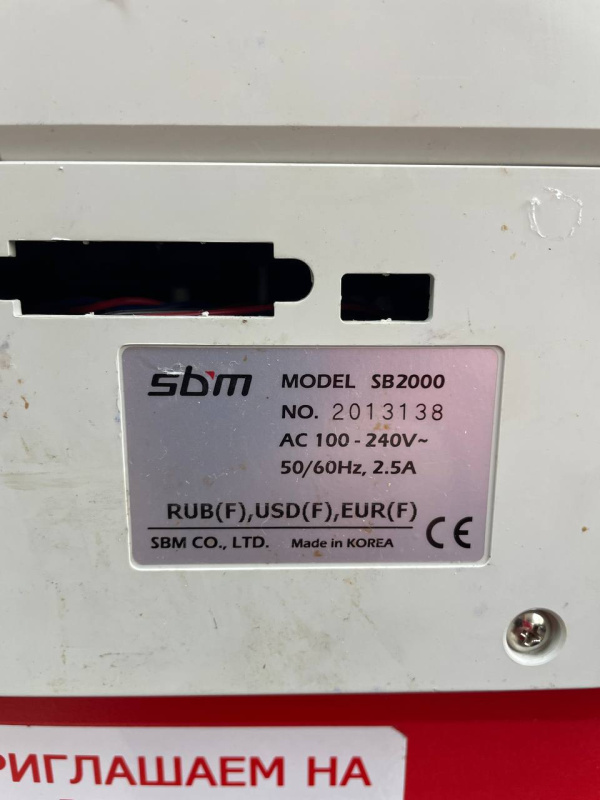 sbm MODEL SB2000
NO. 2013138
AC 100 - 240V~
50/60Hz, 2.5A
RUB(F),USD(F),EUR(F)
SBM CO., LTD. Made in KOREA CE
РИГЛАШАЕМ НА